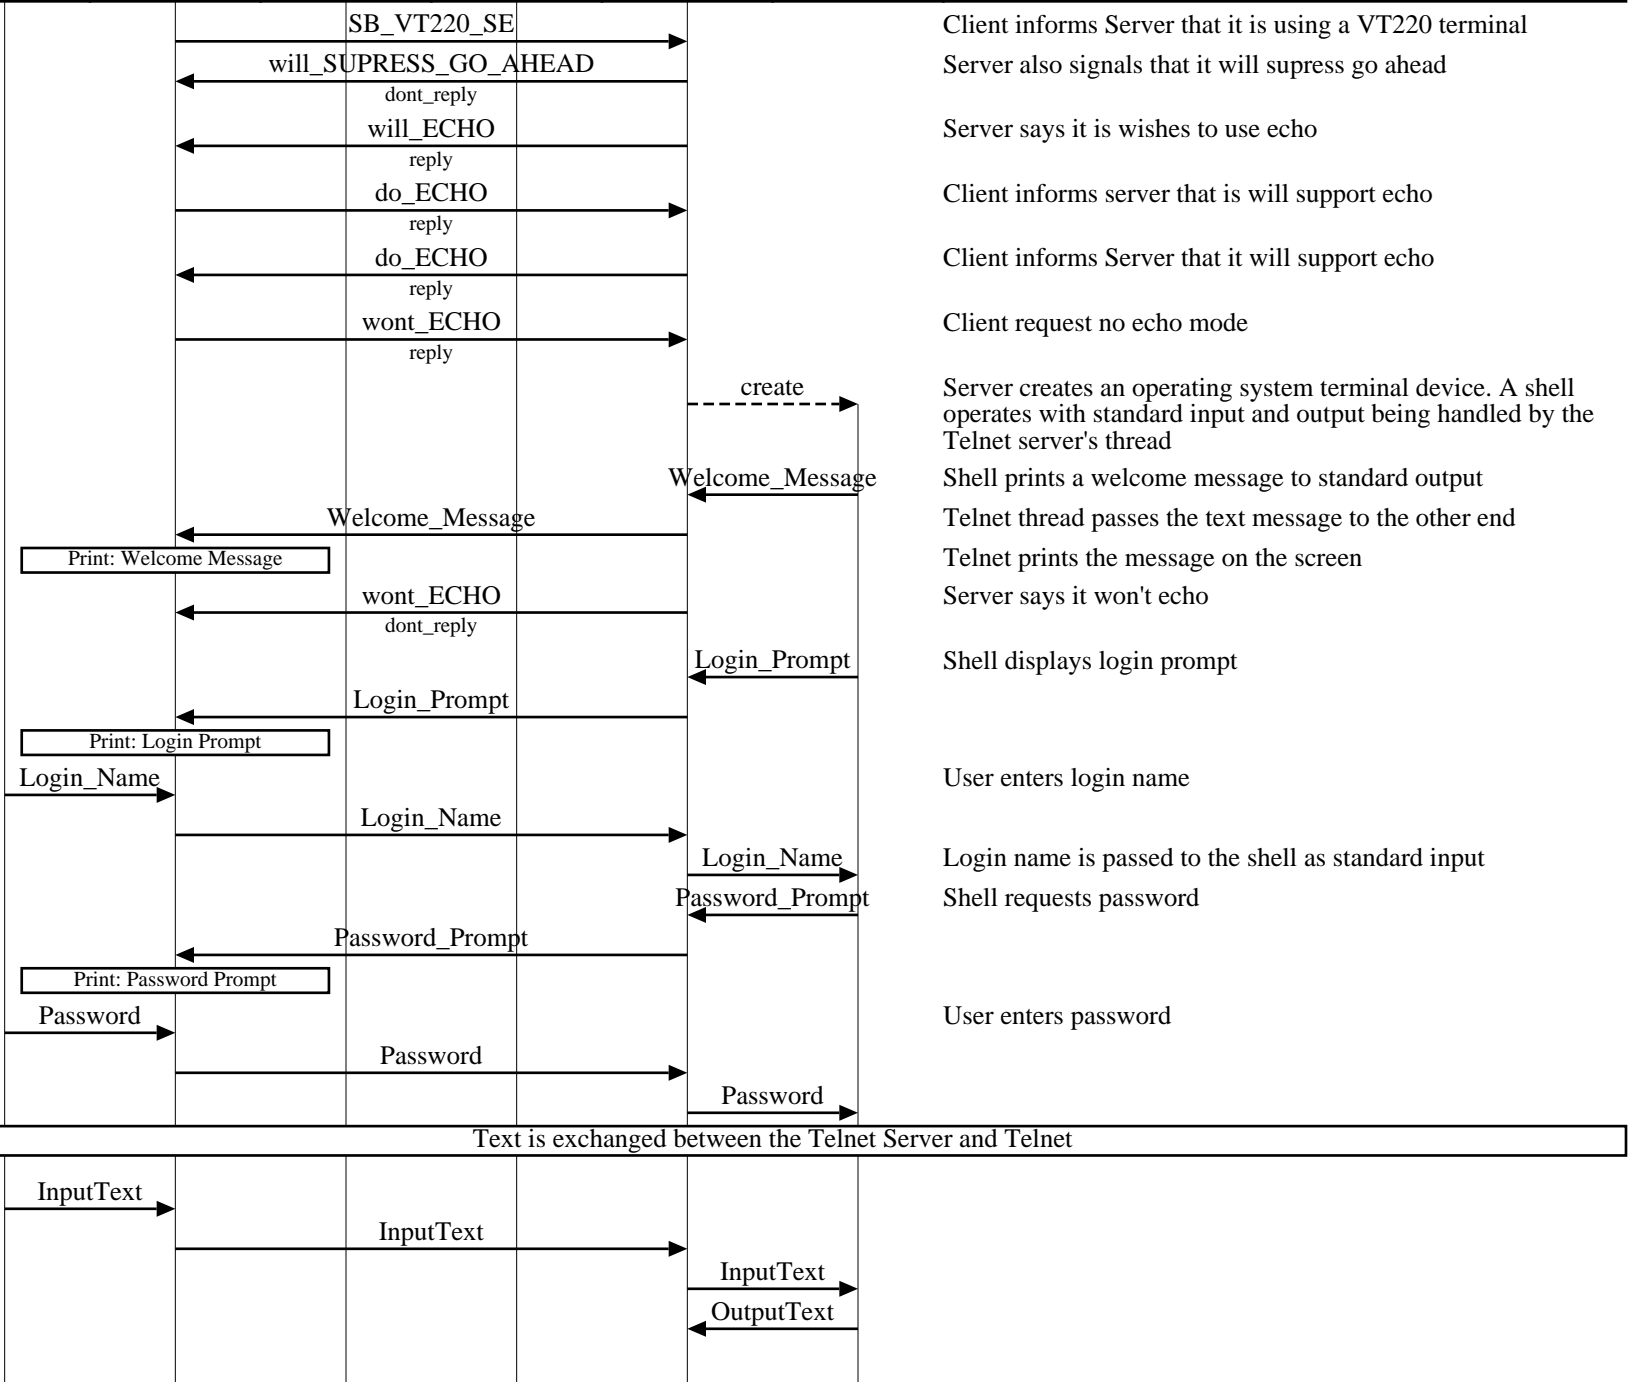 SB_VT220_SE
Client informs Server that it is using a VT220 terminal
will_SUPRESS_GO_AHEAD
Server also signals that it will supress go ahead
dont_reply
will_ECHO
Server says it is wishes to use echo
reply
do_ECHO
Client informs server that is will support echo
reply
do_ECHO
Client informs Server that it will support echo
reply
wont_ECHO
Client request no echo mode
reply
create
Server creates an operating system terminal device. A shell
operates with standard input and output being handled by the
Telnet server's thread
Welcome_Message
Shell prints a welcome message to standard output
Welcome_Message
Telnet thread passes the text message to the other end
Print: Welcome Message
Telnet prints the message on the screen
wont_ECHO
Server says it won't echo
dont_reply
Login_Prompt
Shell displays login prompt
Login_Prompt
Print: Login Prompt
Login_Name
User enters login name
Login_Name
Login_Name
Login name is passed to the shell as standard input
Password_Prompt
Shell requests password
Password_Prompt
Print: Password Prompt
Password
User enters password
Password
Password
Text is exchanged between the Telnet Server and Telnet
InputText
InputText
InputText
OutputText